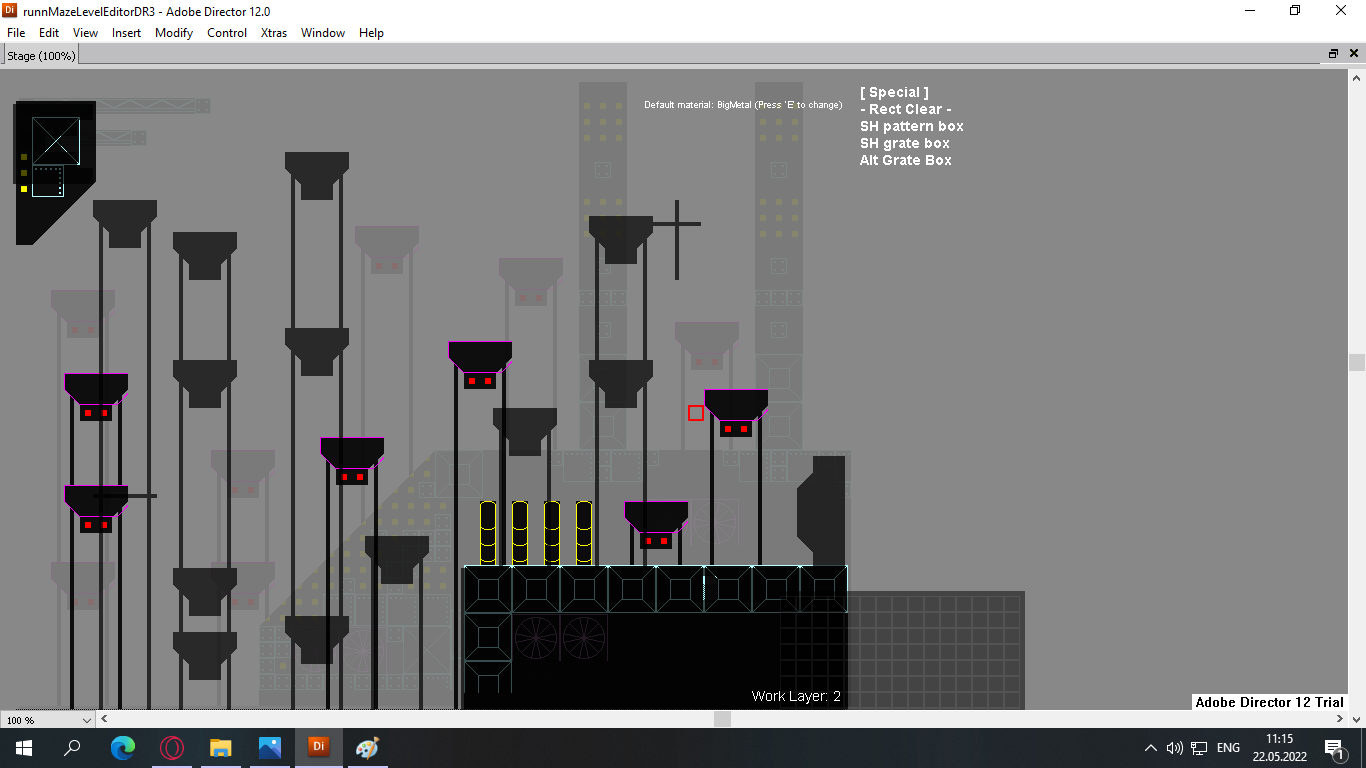 runnMazeLevelEditorDR3 - Adobe Director 12.0
File Edit View Insert Modify Control Xtras Window Help
Stage (100%)
Default material: BigMetal (Press 'E' to change)
[ Special ]
- Rect Clear -
SH pattern box
SH grate box
Alt Grate Box
Work Layer: 2
Adobe Director 12 Trial
100 %
Di
ENG
11:15
22.05.2022
1